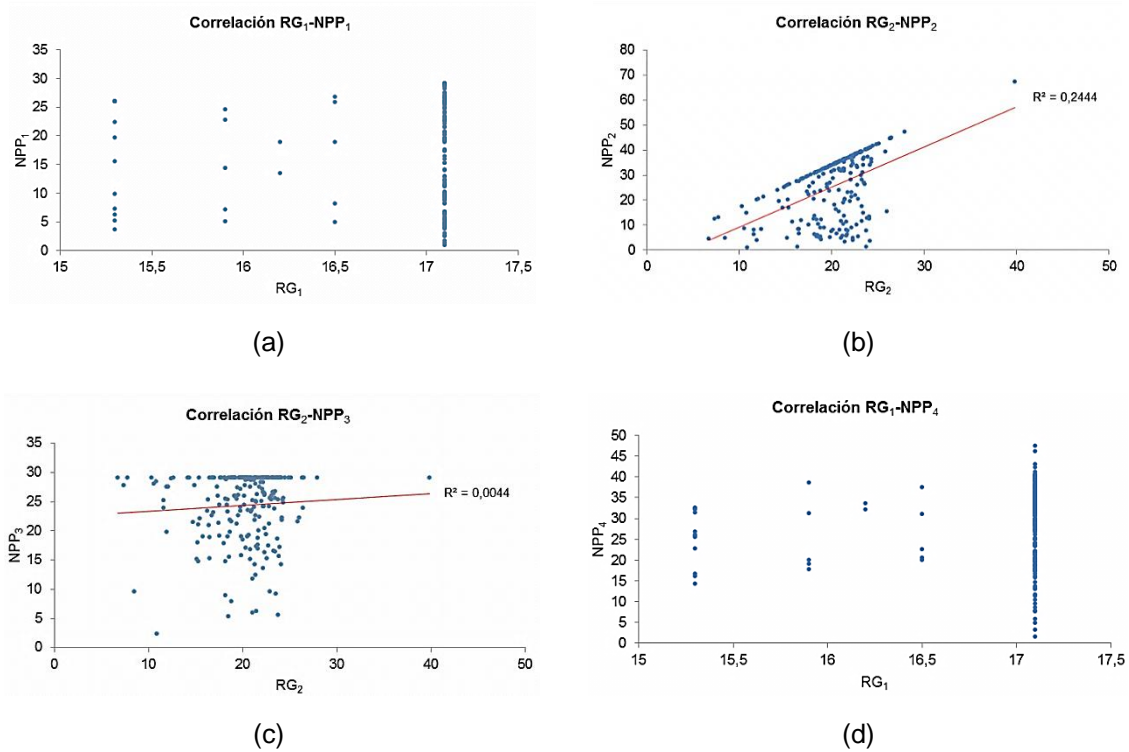 Correlación RG₁-NPP₁
35
30
25
20
15
10
5
0
NPP₁
15 15,5 16 16,5 17 17,5
RG₁
(a)
Correlación RG₂-NPP₂
80
70
60
50
40
30
20
10
0
NPP₂
R² = 0,2444
0 10 20 30 40 50
RG₂
(b)
Correlación RG₂-NPP₃
35
30
25
20
15
10
5
0
NPP₃
R² = 0,0044
0 10 20 30 40 50
RG₂
(c)
Correlación RG₁-NPP₄
50
45
40
35
30
25
20
15
10
5
0
NPP₄
15 15,5 16 16,5 17 17,5
RG₁
(d)